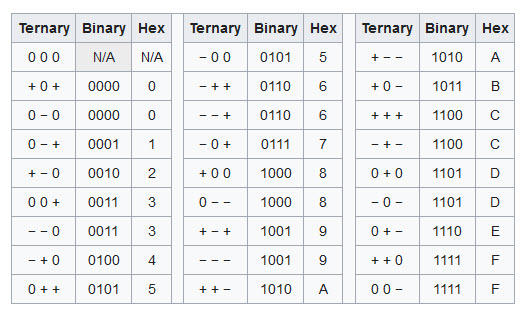 Ternary Binary Hex Ternary Binary Hex Ternary Binary Hex
0 0 0 N/A N/A − 0 0 0101 5 + − − 1010 A
+ 0 + 0000 0 − + + 0110 6 + 0 − 1011 B
0 − 0 0000 0 − − + 0110 6 + + + 1100 C
0 − + 0001 1 − 0 + 0111 7 − + − 1100 C
+ − 0 0010 2 + 0 0 1000 8 0 + 0 1101 D
0 0 + 0011 3 0 − − 1000 8 − 0 − 1101 D
− − 0 0011 3 + − + 1001 9 0 + − 1110 E
− + 0 0100 4 − − − 1001 9 + + 0 1111 F
0 + + 0101 5 + + − 1010 A 0 0 − 1111 F